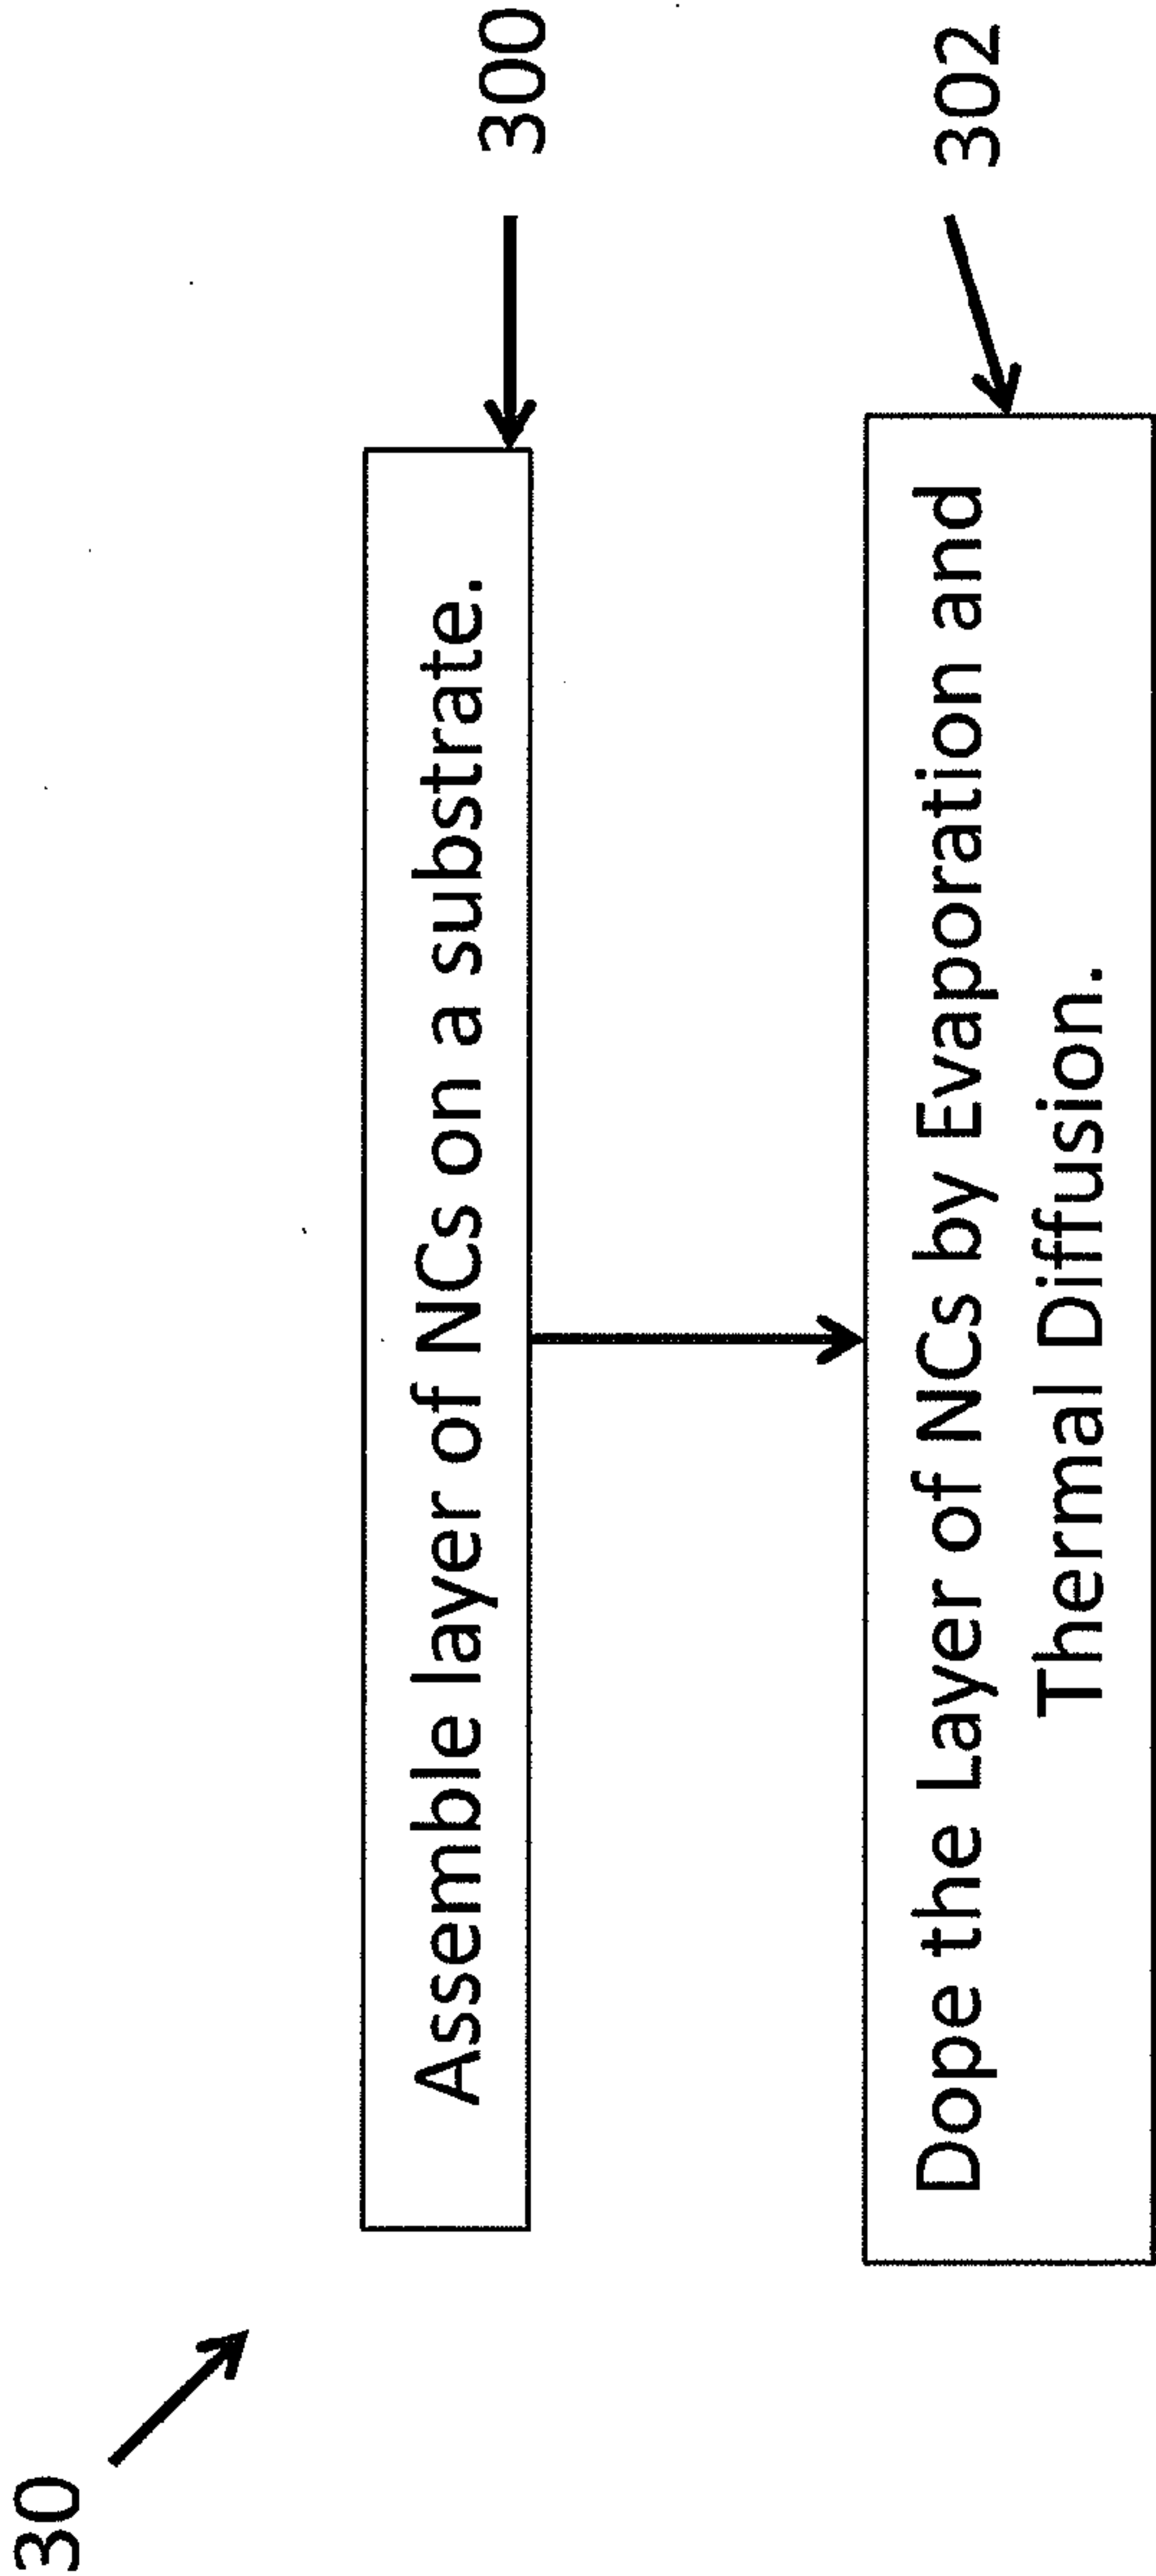 30
Assemble layer of NCs on a substrate.
300
Dope the Layer of NCs by Evaporation and
Thermal Diffusion.
302